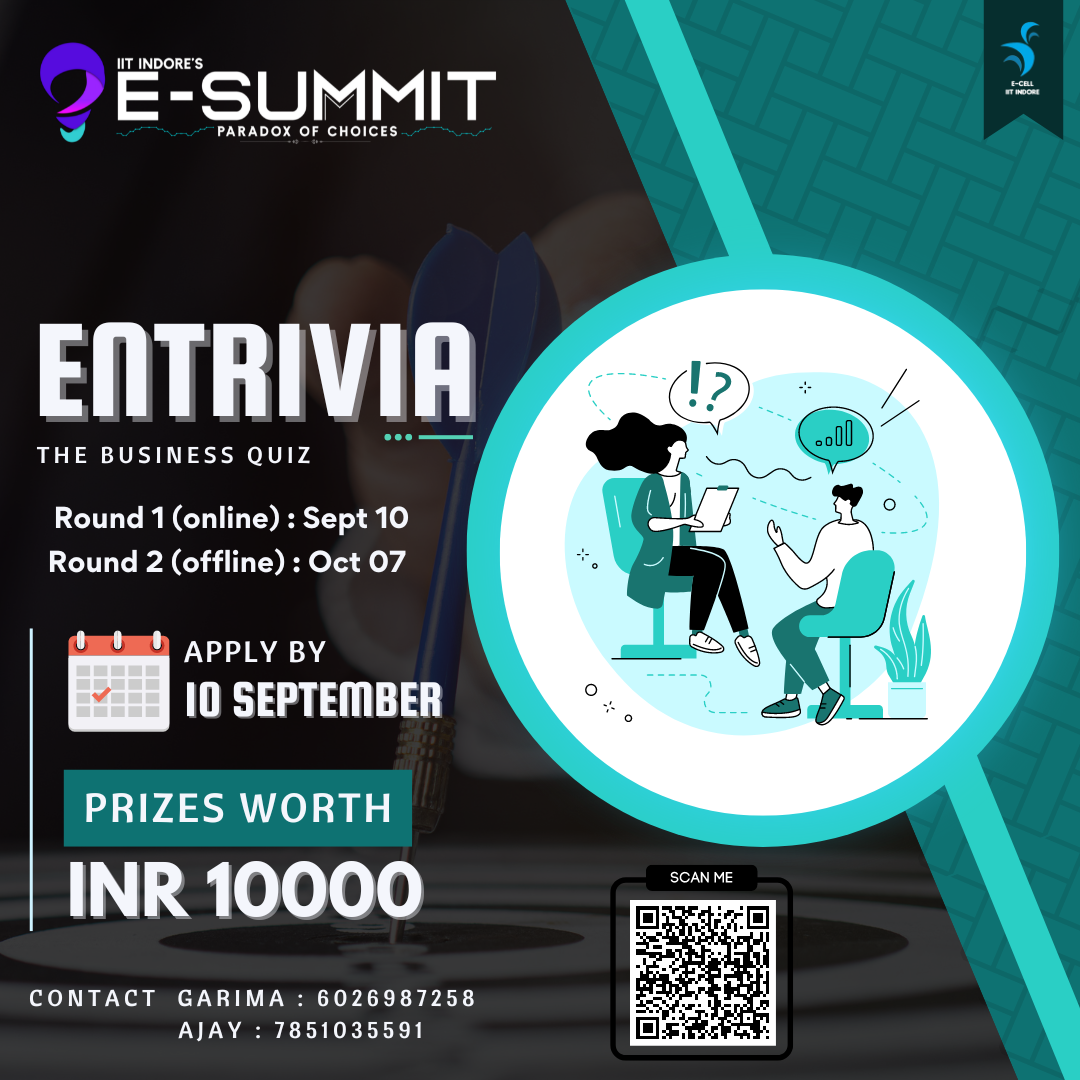 IIT INDORE'S
E-SUMMIT
PARADOX OF CHOICES
E-CELL
IIT INDORE
ENTRIVIA
THE BUSINESS QUIZ
!?
Round 1 (online) : Sept 10
Round 2 (offline) : Oct 07
APPLY BY
10 SEPTEMBER
PRIZES WORTH
INR 10000
SCAN ME
CONTACT GARIMA : 6026987258
AJAY : 7851035591